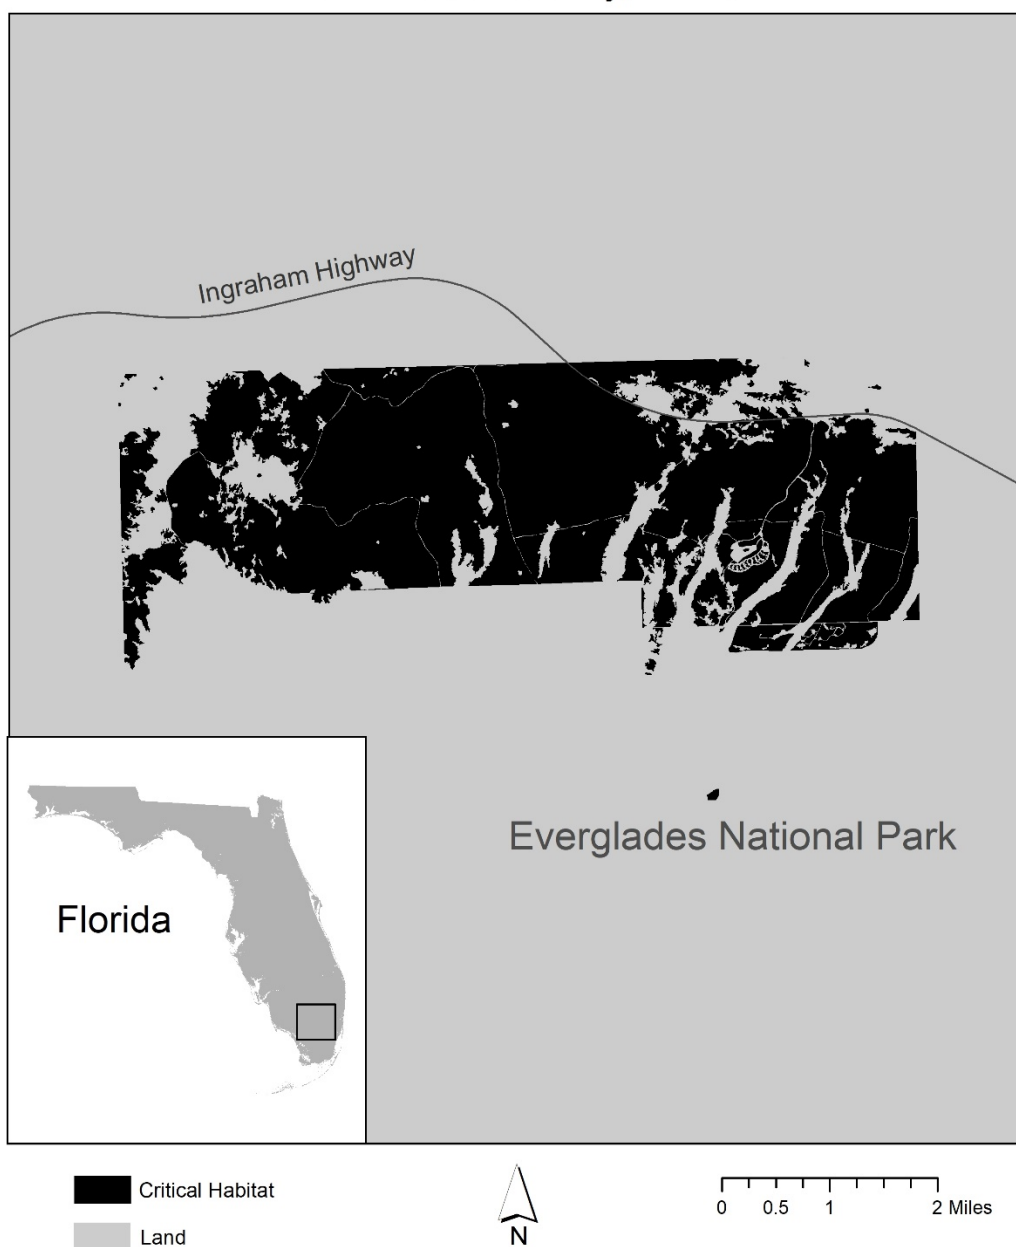 Ingraham Highway
Everglades National Park
Florida
Critical Habitat
Land
N
0 0.5 1 2 Miles